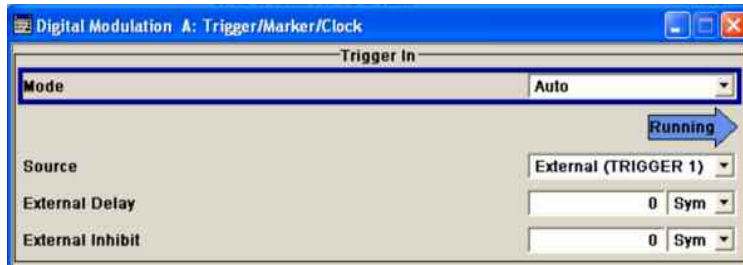 Digital Modulation A: Trigger/Marker/Clock
Trigger In
Mode Auto
Running
Source External (TRIGGER 1)
External Delay 0 Sym
External Inhibit 0 Sym